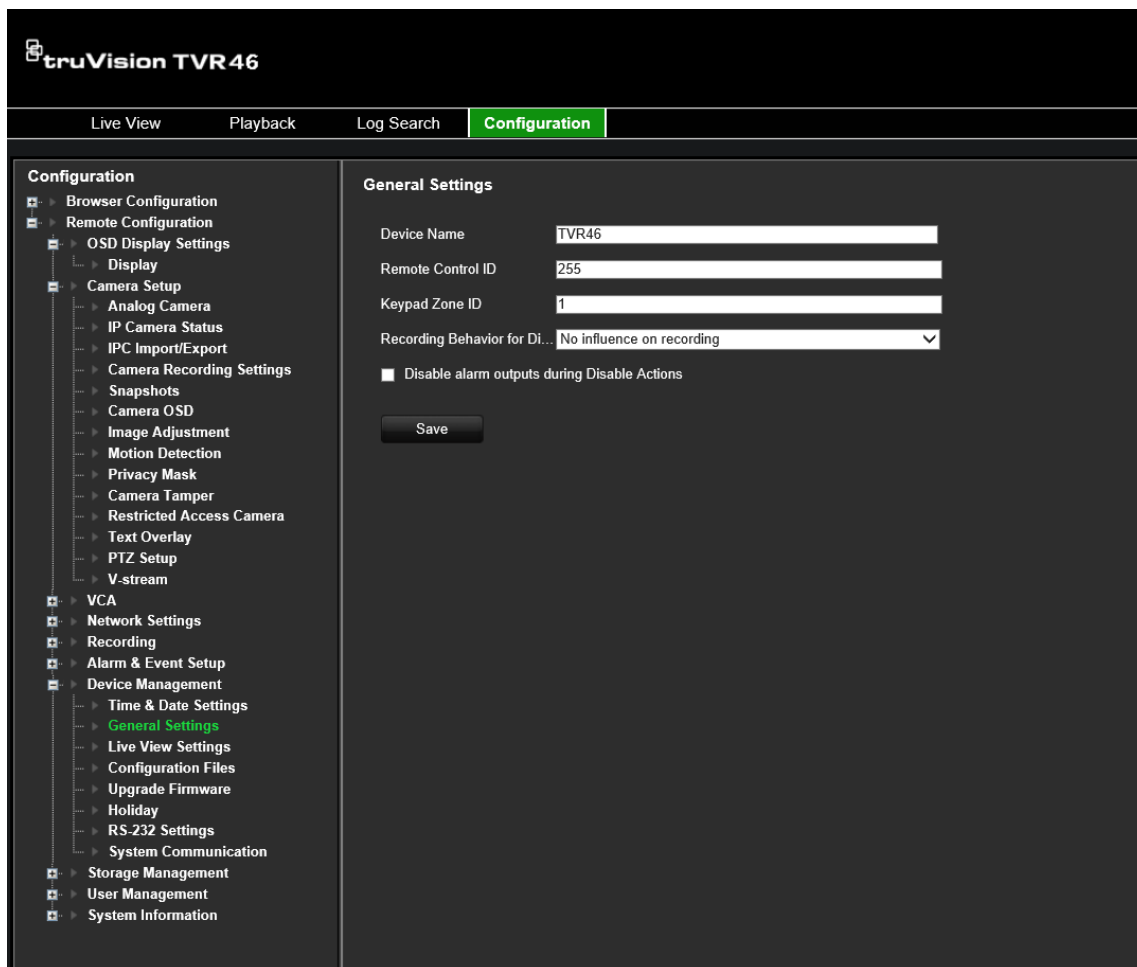 truVision TVR46
Live View Playback Log Search Configuration
Configuration
Browser Configuration
Remote Configuration
OSD Display Settings
Display
Camera Setup
Analog Camera
IP Camera Status
IPC Import/Export
Camera Recording Settings
Snapshots
Camera OSD
Image Adjustment
Motion Detection
Privacy Mask
Camera Tamper
Restricted Access Camera
Text Overlay
PTZ Setup
V-stream
VCA
Network Settings
Recording
Alarm & Event Setup
Device Management
Time & Date Settings
General Settings
Live View Settings
Configuration Files
Upgrade Firmware
Holiday
RS-232 Settings
System Communication
Storage Management
User Management
System Information
General Settings
Device Name TVR46
Remote Control ID 255
Keypad Zone ID 1
Recording Behavior for Di... No influence on recording
Disable alarm outputs during Disable Actions
Save